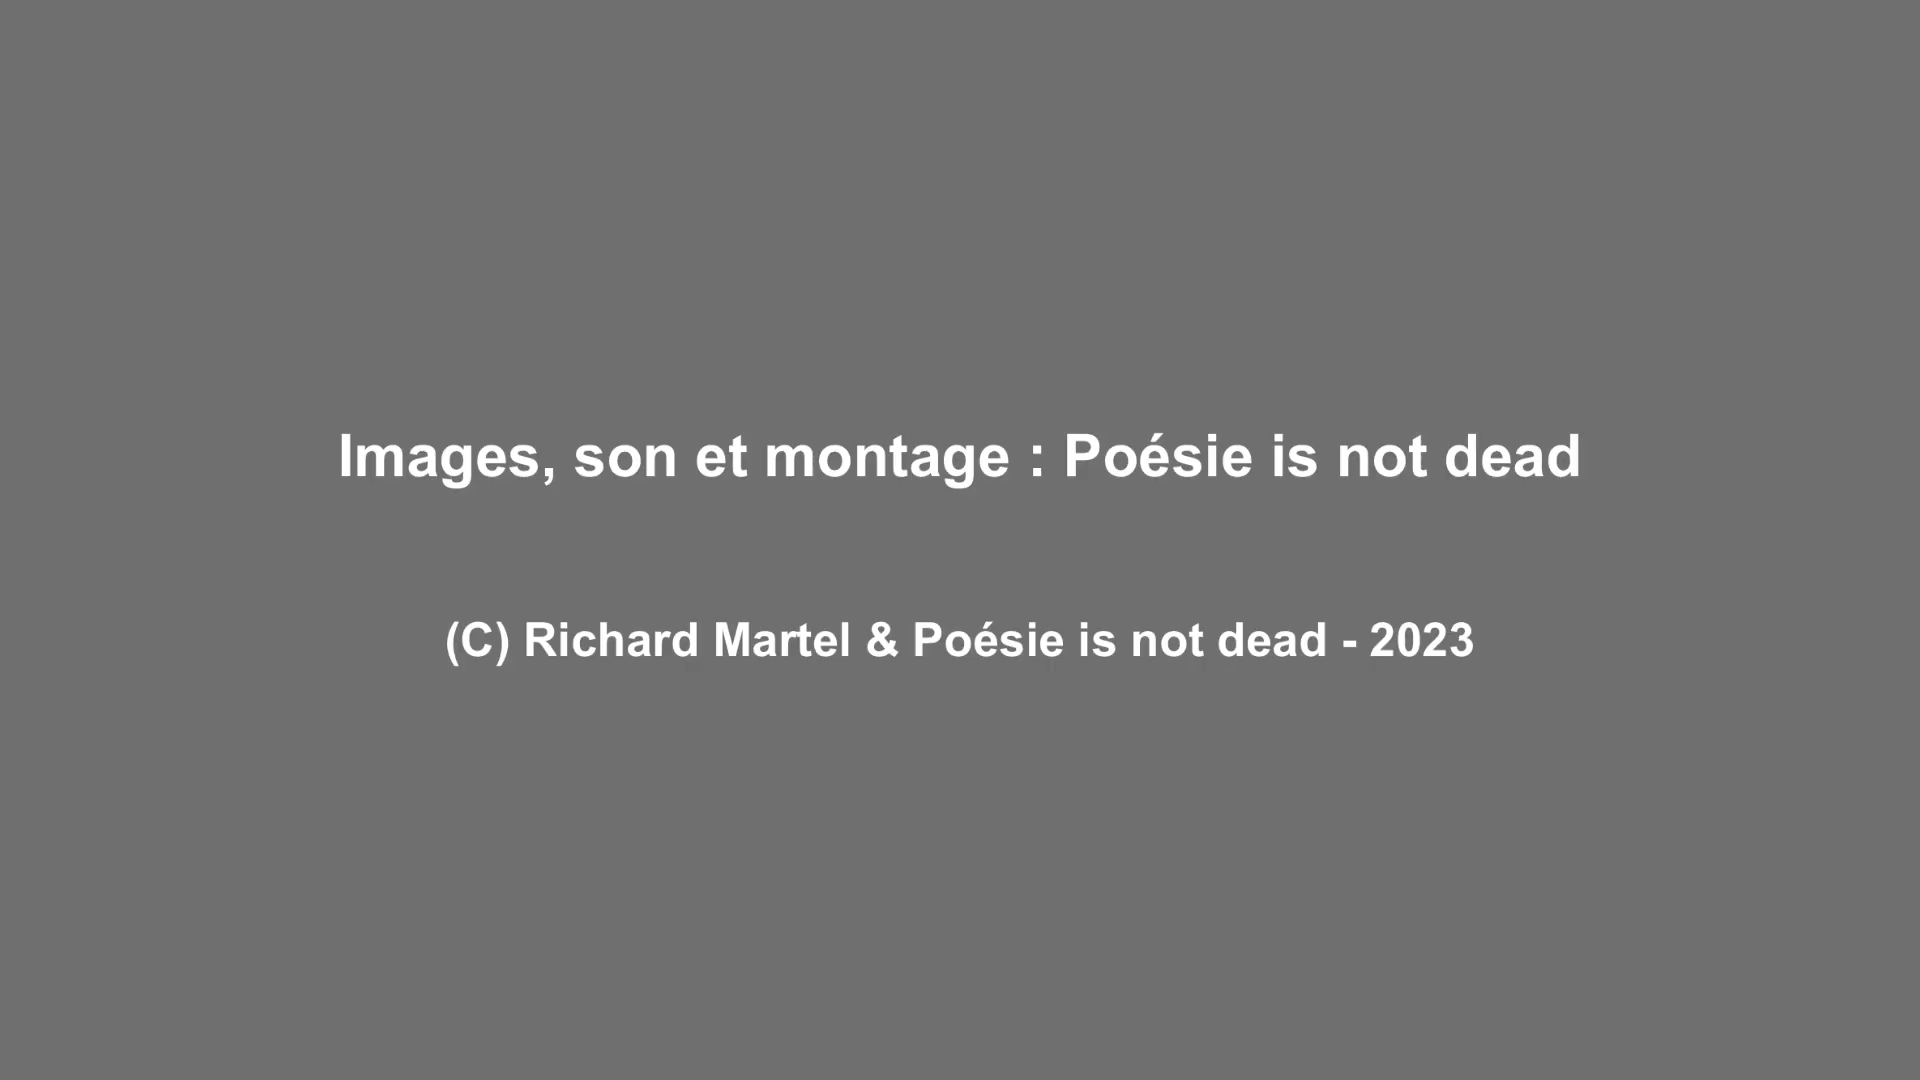 Images, son et montage : Poésie is not dead
(C) Richard Martel & Poésie is not dead - 2023